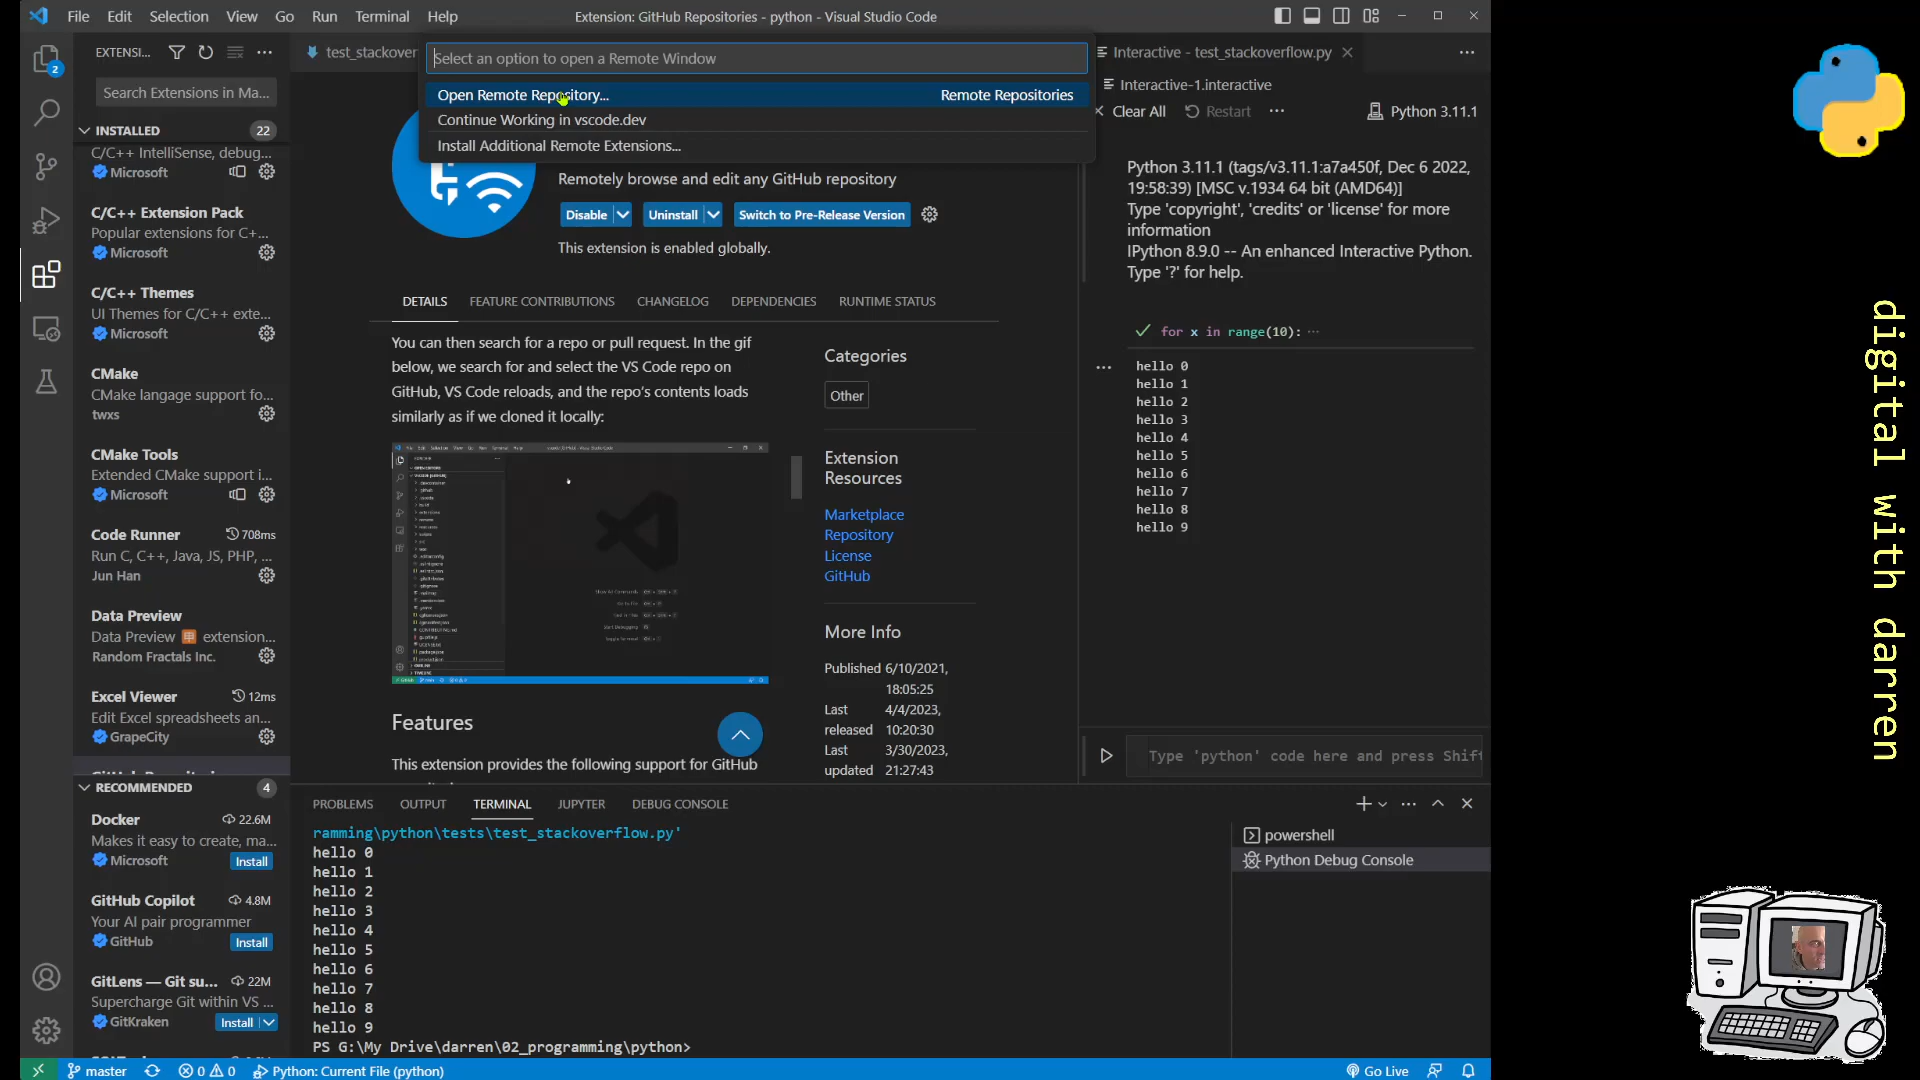 File Edit Selection View Go Run Terminal Help
Extension: GitHub Repositories - python - Visual Studio Code
EXTENSI...
Search Extensions in Ma...
INSTALLED 22
C/C++ IntelliSense, debug...
Microsoft
C/C++ Extension Pack
Popular extensions for C+...
Microsoft
C/C++ Themes
UI Themes for C/C++ exte...
Microsoft
CMake
CMake langage support fo...
twxs
CMake Tools
Extended CMake support i...
Microsoft
Code Runner 708ms
Run C, C++, Java, JS, PHP, ...
Jun Han
Data Preview
Data Preview extension...
Random Fractals Inc.
Excel Viewer 12ms
Edit Excel spreadsheets an...
GrapeCity
RECOMMENDED 4
Docker 22.6M
Makes it easy to create, ma...
Microsoft Install
GitHub Copilot 4.8M
Your AI pair programmer
GitHub Install
GitLens — Git su... 22M
Supercharge Git within VS ...
GitKraken Install
2
test_stackover
Select an option to open a Remote Window
Open Remote Repository... Remote Repositories
Continue Working in vscode.dev
Install Additional Remote Extensions...
Remotely browse and edit any GitHub repository
Disable Uninstall Switch to Pre-Release Version
This extension is enabled globally.
DETAILS FEATURE CONTRIBUTIONS CHANGELOG DEPENDENCIES RUNTIME STATUS
You can then search for a repo or pull request. In the gif
below, we search for and select the VS Code repo on
GitHub, VS Code reloads, and the repo's contents loads
similarly as if we cloned it locally:
Features
This extension provides the following support for GitHub
Categories
Other
Extension
Resources
Marketplace
Repository
License
GitHub
More Info
Published 6/10/2021,
18:05:25
Last 4/4/2023,
released 10:20:30
Last 3/30/2023,
updated 21:27:43
Interactive - test_stackoverflow.py
Interactive-1.interactive
Clear All Restart ... Python 3.11.1
Python 3.11.1 (tags/v3.11.1:a7a450f, Dec 6 2022,
19:58:39) [MSC v.1934 64 bit (AMD64)]
Type 'copyright', 'credits' or 'license' for more
information
IPython 8.9.0 -- An enhanced Interactive Python.
Type '?' for help.
for x in range(10): ...
hello 0
hello 1
hello 2
hello 3
hello 4
hello 5
hello 6
hello 7
hello 8
hello 9
Type 'python' code here and press Shift
PROBLEMS OUTPUT TERMINAL JUPYTER DEBUG CONSOLE
ramming\python\tests\test_stackoverflow.py'
hello 0
hello 1
hello 2
hello 3
hello 4
hello 5
hello 6
hello 7
hello 8
hello 9
PS G:\My Drive\darren\02_programming\python>
powershell
Python Debug Console
master 0 0 Python: Current File (python)
Go Live
digital with darren